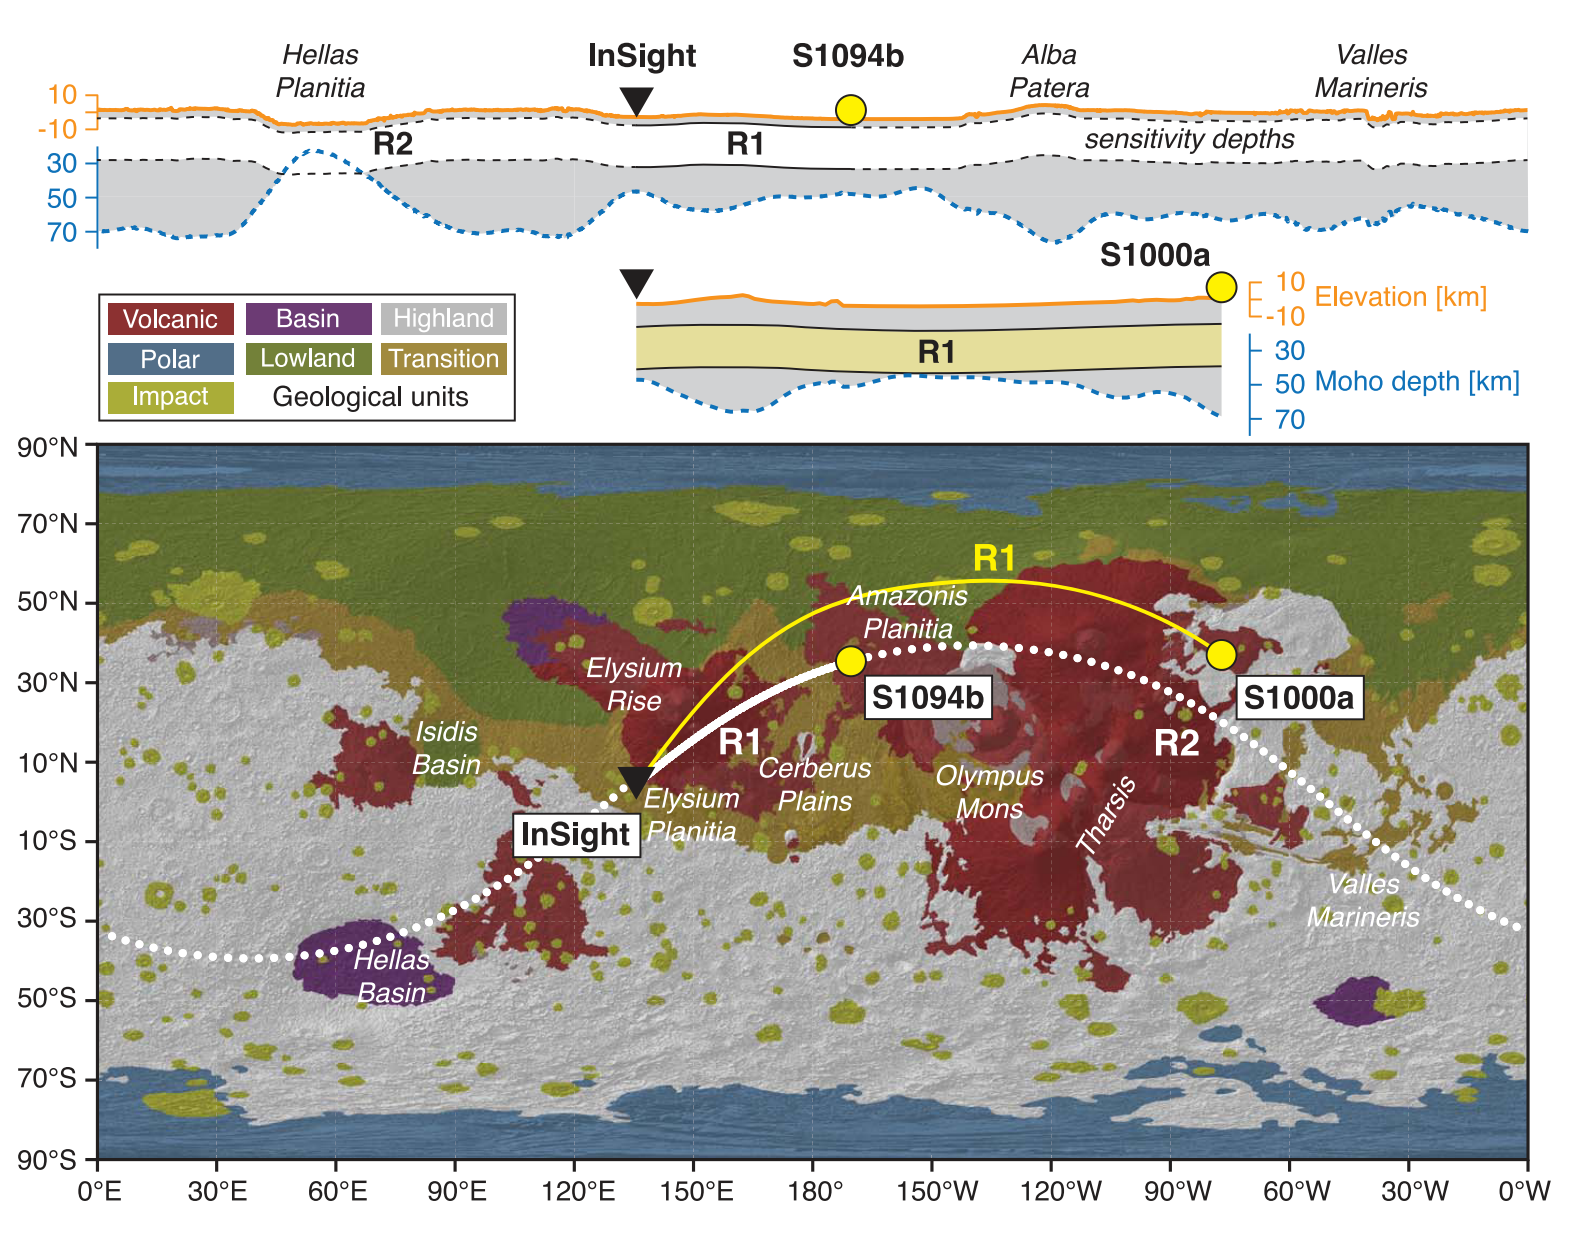 Hellas
Planitia
InSight
S1094b
Alba
Patera
Valles
Marineris
10
-10
30
50
70
R2
R1
sensitivity depths
S1000a
10
-10
Elevation [km]
30
50
70
Moho depth [km]
R1
Volcanic
Basin
Highland
Polar
Lowland
Transition
Impact
Geological units
90°N
70°N
50°N
30°N
10°N
10°S
30°S
50°S
70°S
90°S
R1
Amazonis
Planitia
Elysium
Rise
S1094b
S1000a
Isidis
Basin
R1
R2
Cerberus
Plains
Olympus
Mons
Tharsis
Elysium
Planitia
InSight
Valles
Marineris
Hellas
Basin
0°E
30°E
60°E
90°E
120°E
150°E
180°
150°W
120°W
90°W
60°W
30°W
0°W